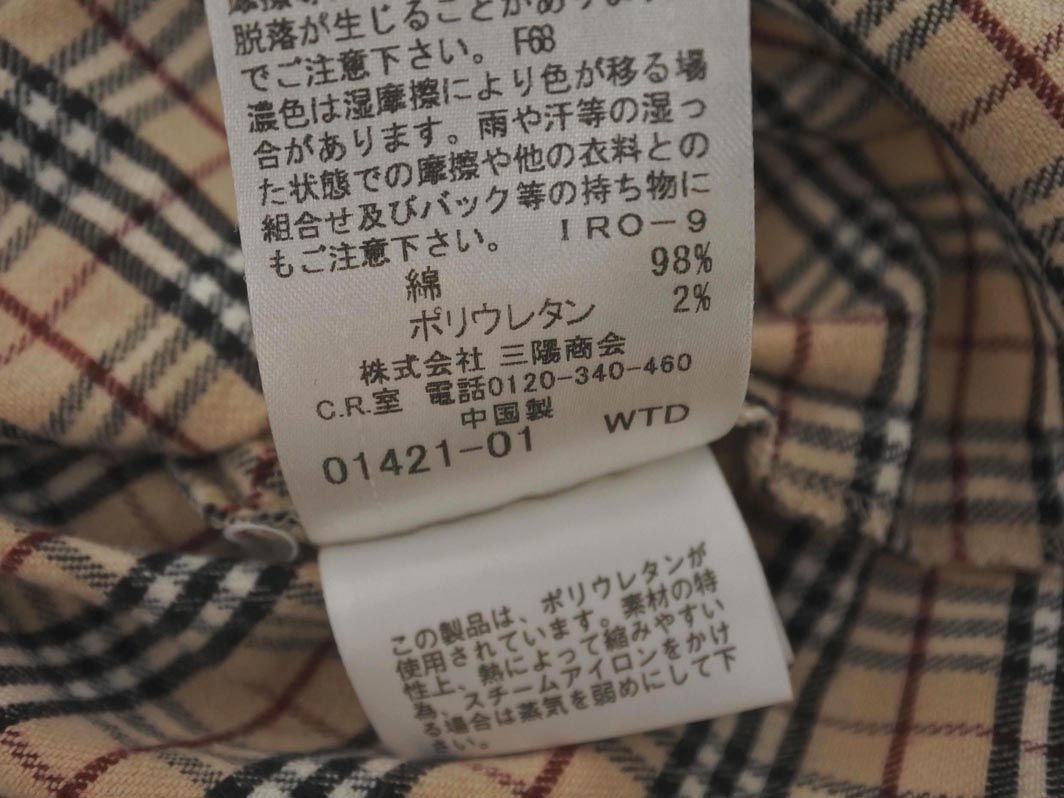 脱落が生じることがありま
でご注意下さい。 F68
濃色は湿摩擦により色が移る場
合があります。雨や汗等の湿っ
た状態での摩擦や他の衣料との
組合せ及びバック等の持ち物に
もご注意下さい。 IRO-9
綿 98%
ポリウレタン 2%
株式会社 三陽商会
C.R.室 電話0120-340-460
中国製
01421-01 WTD
この製品は、ポリウレタンが
使用されています。素材の特
性上、熱によって縮みやすい
為、スチームアイロンをかけ
る場合は蒸気を弱めにして下
さい。